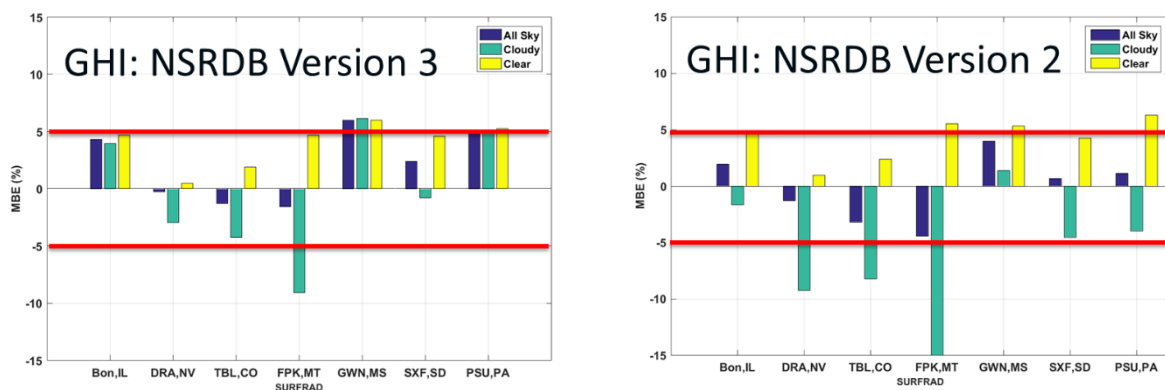 GHI: NSRDB Version 3
All Sky
Cloudy
Clear
15
10
5
0
-5
-10
-15
MBE (%)
Bon,IL DRA,NV TBL,CO FPK,MT GWN,MS SXF,SD PSU,PA
SURFRAD
GHI: NSRDB Version 2
All Sky
Cloudy
Clear
15
10
5
0
-5
-10
-15
MBE (%)
Bon,IL DRA,NV TBL,CO FPK,MT GWN,MS SXF,SD PSU,PA
SURFRAD